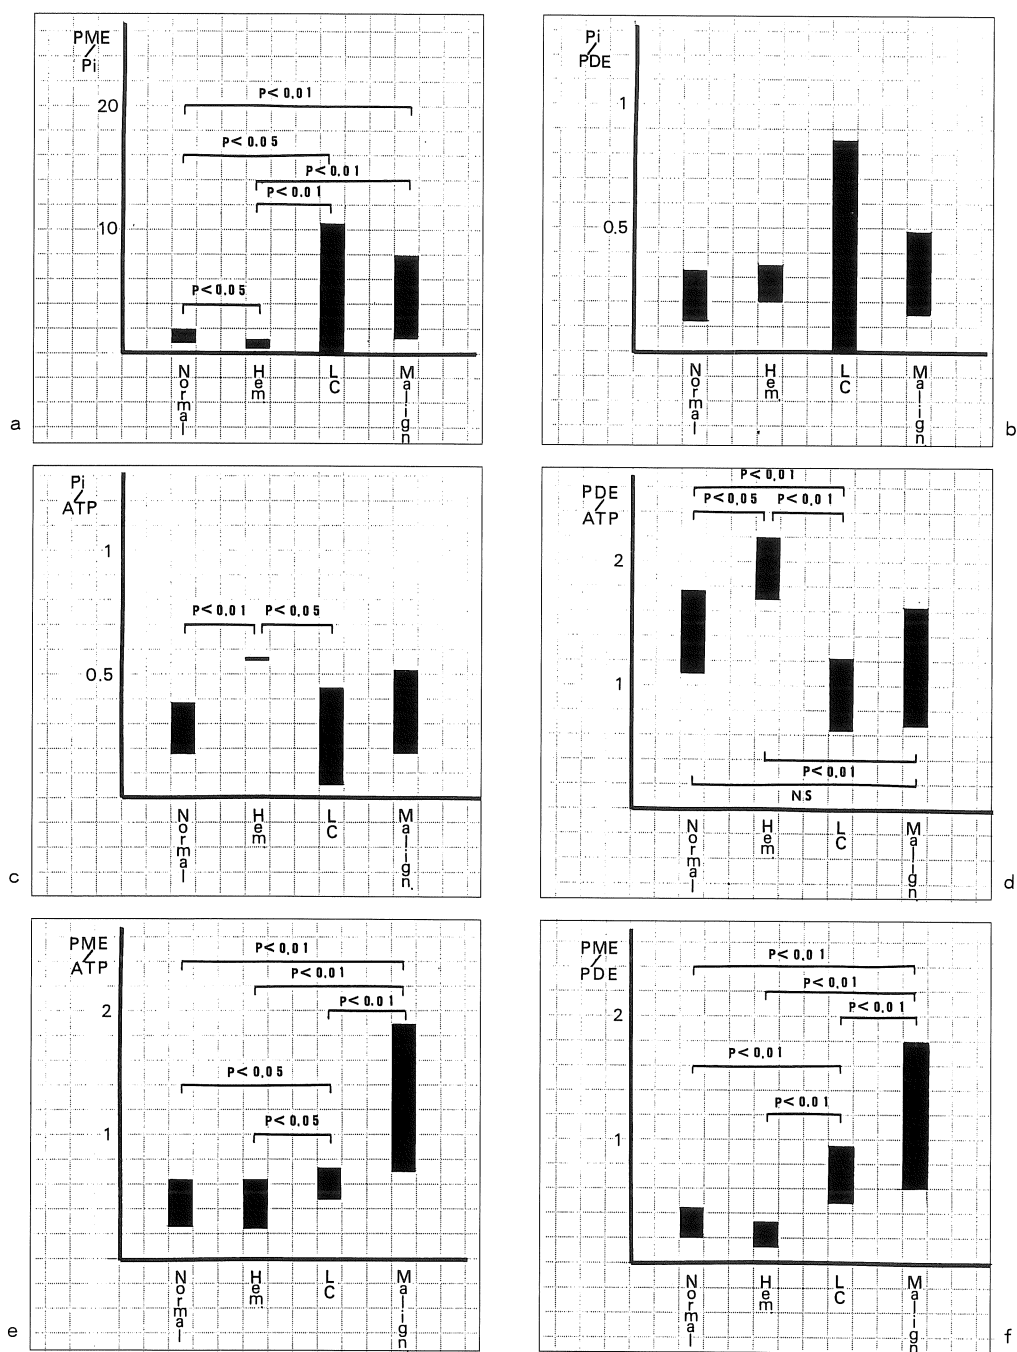 PME
/
Pi
20
10
P<0.01
P<0.05
P<0.01
P<0.01
P<0.05
Normal
Hem.
LC
Malign.
a
Pi
/
PDE
1
0.5
Normal
Hem.
LC
Malign.
b
Pi
/
ATP
1
0.5
P<0.01
P<0.05
Normal
Hem.
LC
Malign.
c
PDE
/
ATP
2
1
P<0.01
P<0.05
P<0.01
P<0.01
NS
Normal
Hem.
LC
Malign.
d
PME
/
ATP
2
1
P<0.01
P<0.01
P<0.01
P<0.05
P<0.05
Normal
Hem.
LC
Malign.
e
PME
/
PDE
2
1
P<0.01
P<0.01
P<0.01
P<0.01
P<0.01
Normal
Hem.
LC
Malign.
f